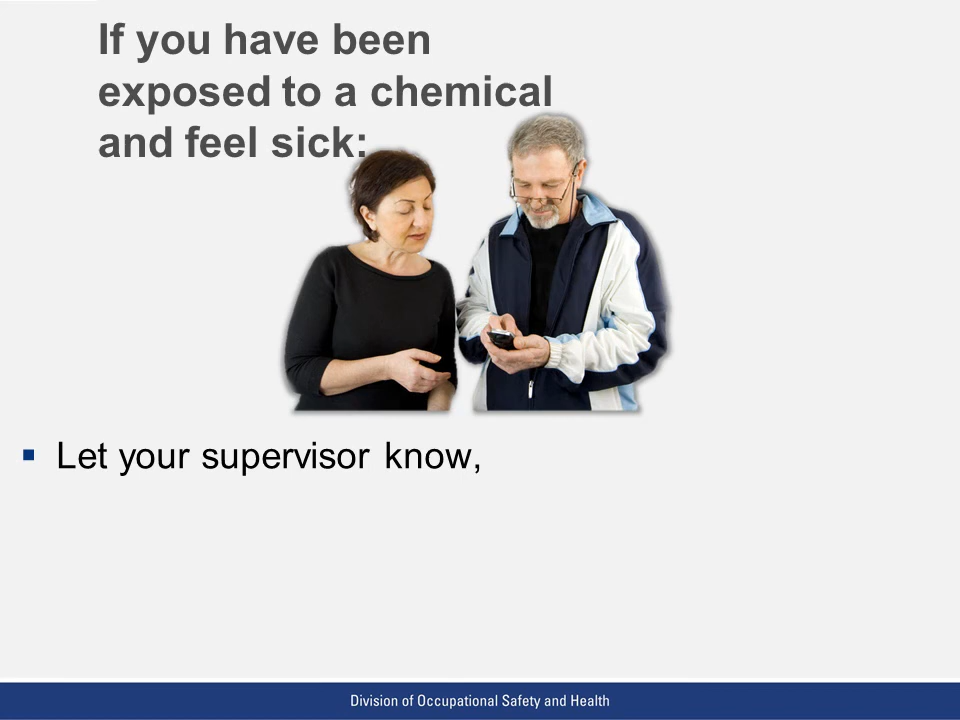 If you have been
exposed to a chemical
and feel sick:
▪ Let your supervisor know,
Division of Occupational Safety and Health